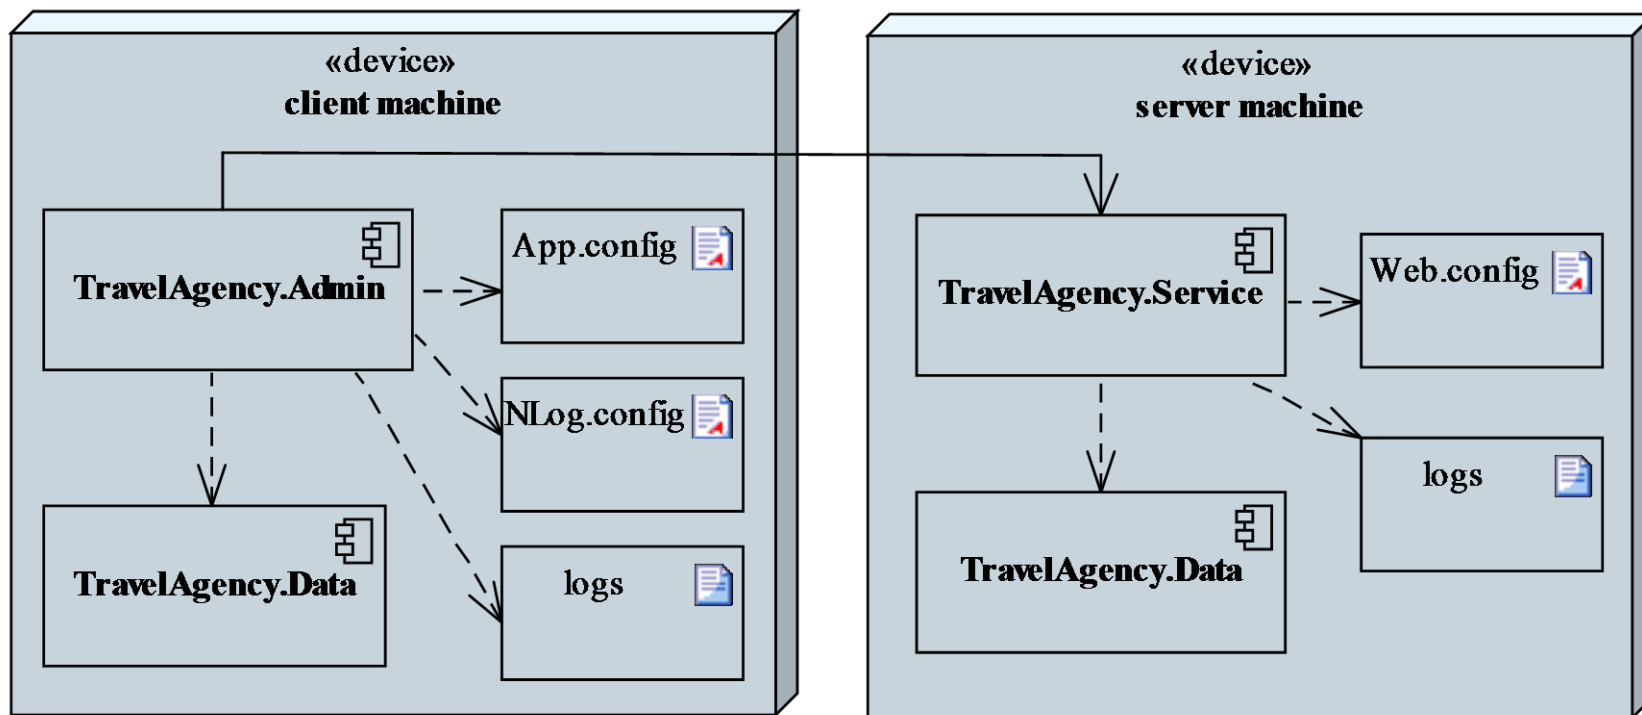 «device»
client machine
TravelAgency.Admin
App.config
NLog.config
TravelAgency.Data
logs
«device»
server machine
TravelAgency.Service
Web.config
logs
TravelAgency.Data